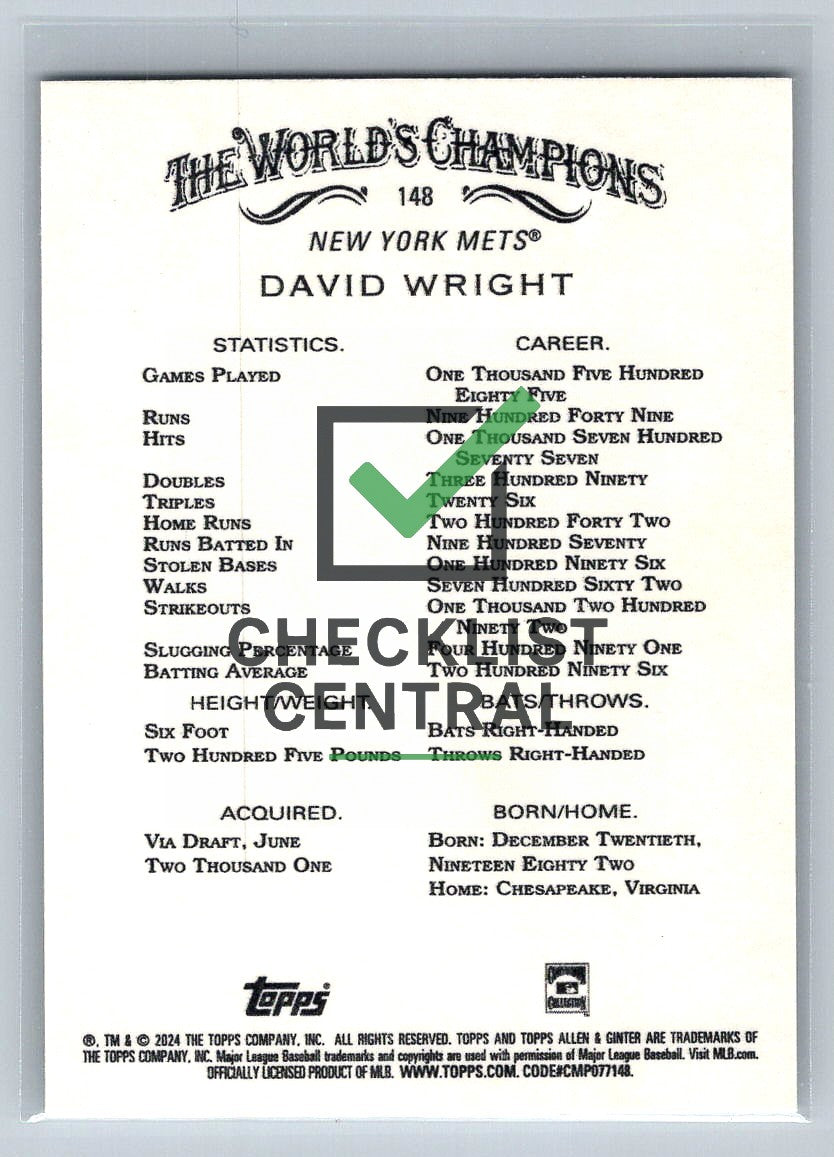 THE WORLD'S CHAMPIONS
148
NEW YORK METS®
DAVID WRIGHT
STATISTICS. CAREER.
GAMES PLAYED ONE THOUSAND FIVE HUNDRED
EIGHTY FIVE
RUNS NINE HUNDRED FORTY NINE
HITS ONE THOUSAND SEVEN HUNDRED
SEVENTY SEVEN
DOUBLES THREE HUNDRED NINETY
TRIPLES TWENTY SIX
HOME RUNS TWO HUNDRED FORTY TWO
RUNS BATTED IN NINE HUNDRED SEVENTY
STOLEN BASES ONE HUNDRED NINETY SIX
WALKS SEVEN HUNDRED SIXTY TWO
STRIKEOUTS ONE THOUSAND TWO HUNDRED
NINETY TWO
SLUGGING PERCENTAGE FOUR HUNDRED NINETY ONE
BATTING AVERAGE TWO HUNDRED NINETY SIX
CHECKLIST
CENTRAL
HEIGHT/WEIGHT. BATS/THROWS.
SIX FOOT BATS RIGHT-HANDED
TWO HUNDRED FIVE POUNDS THROWS RIGHT-HANDED
ACQUIRED. BORN/HOME.
VIA DRAFT, JUNE BORN: DECEMBER TWENTIETH,
TWO THOUSAND ONE NINETEEN EIGHTY TWO
HOME: CHESAPEAKE, VIRGINIA
topps
COLLECTION
®, TM & © 2024 THE TOPPS COMPANY, INC. ALL RIGHTS RESERVED. TOPPS AND TOPPS ALLEN & GINTER ARE TRADEMARKS OF
THE TOPPS COMPANY, INC. Major League Baseball trademarks and copyrights are used with permission of Major League Baseball. Visit MLB.com.
OFFICIALLY LICENSED PRODUCT OF MLB. WWW.TOPPS.COM. CODE#CMP077148.